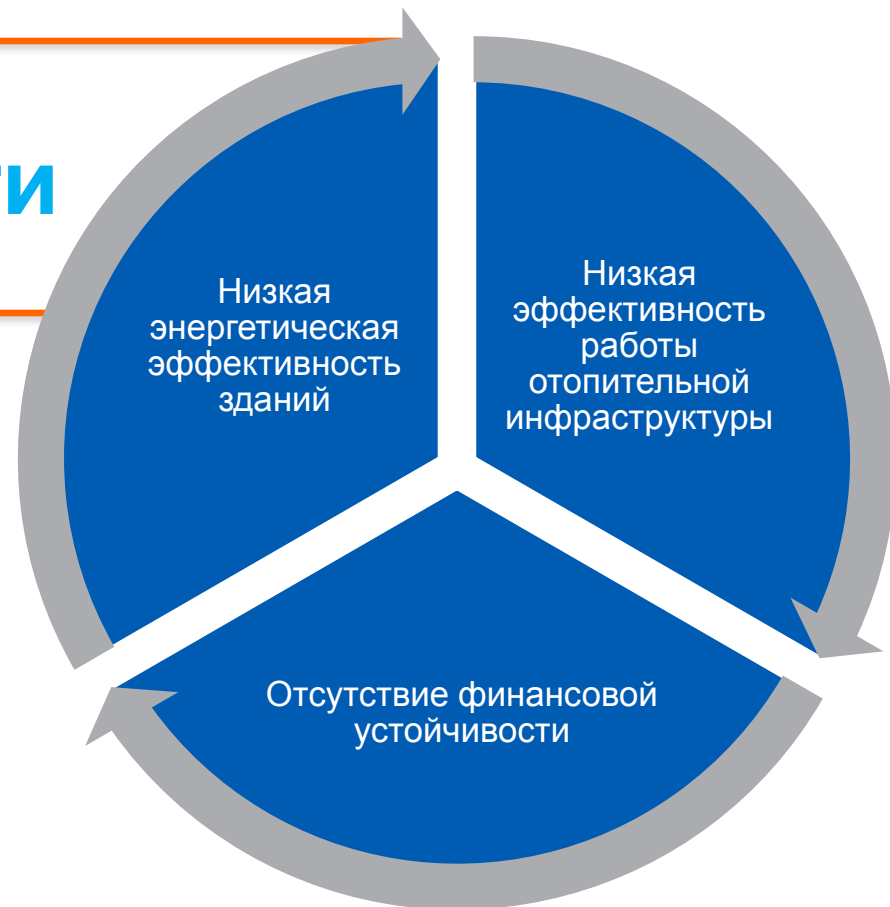 ти
Низкая
энергетическая
эффективность
зданий
Низкая
эффективность
работы
отопительной
инфраструктуры
Отсутствие финансовой
устойчивости